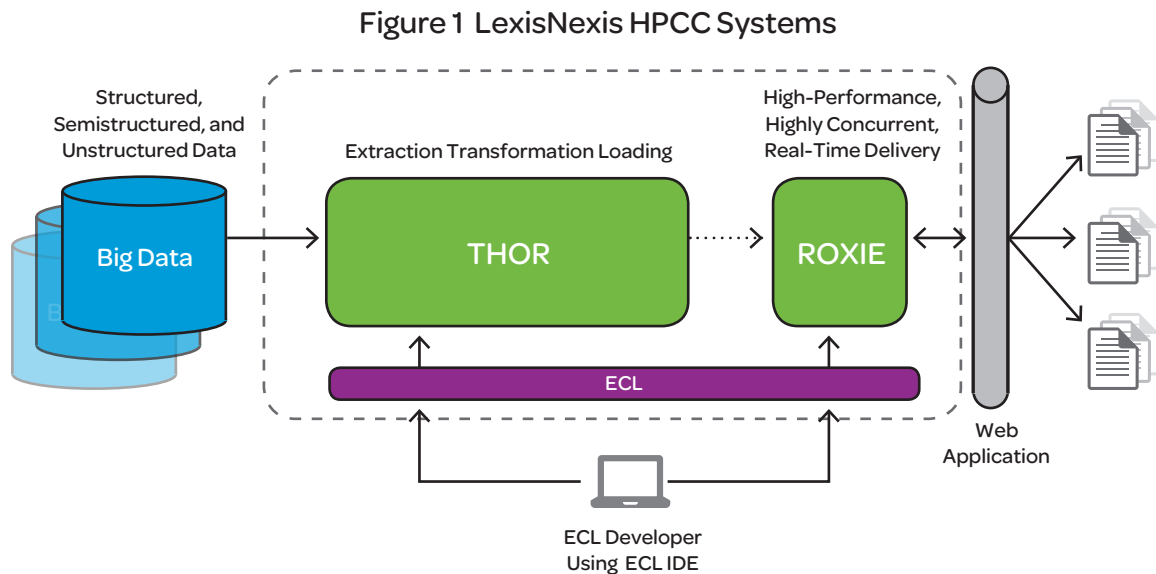 Figure 1 LexisNexis HPCC Systems
Structured,
Semistructured, and
Unstructured Data
Extraction Transformation Loading
High-Performance,
Highly Concurrent,
Real-Time Delivery
Big Data
THOR
ROXIE
ECL
Web
Application
ECL Developer
Using ECL IDE